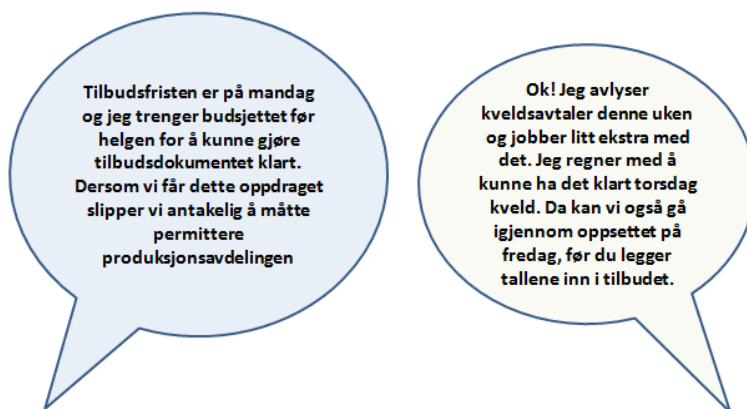 Tilbudsfristen er på mandag
og jeg trenger budsjettet før
helgen for å kunne gjøre
tilbudsdokumentet klart.
Dersom vi får dette oppdraget
slipper vi antakelig å måtte
permittere
produksjonsavdelingen
Ok! Jeg avlyser
kveldsavtaler denne uken
og jobber litt ekstra med
det. Jeg regner med å
kunne ha det klart torsdag
kveld. Da kan vi også gå
igjennom oppsettet på
fredag, før du legger
tallene inn i tilbudet.